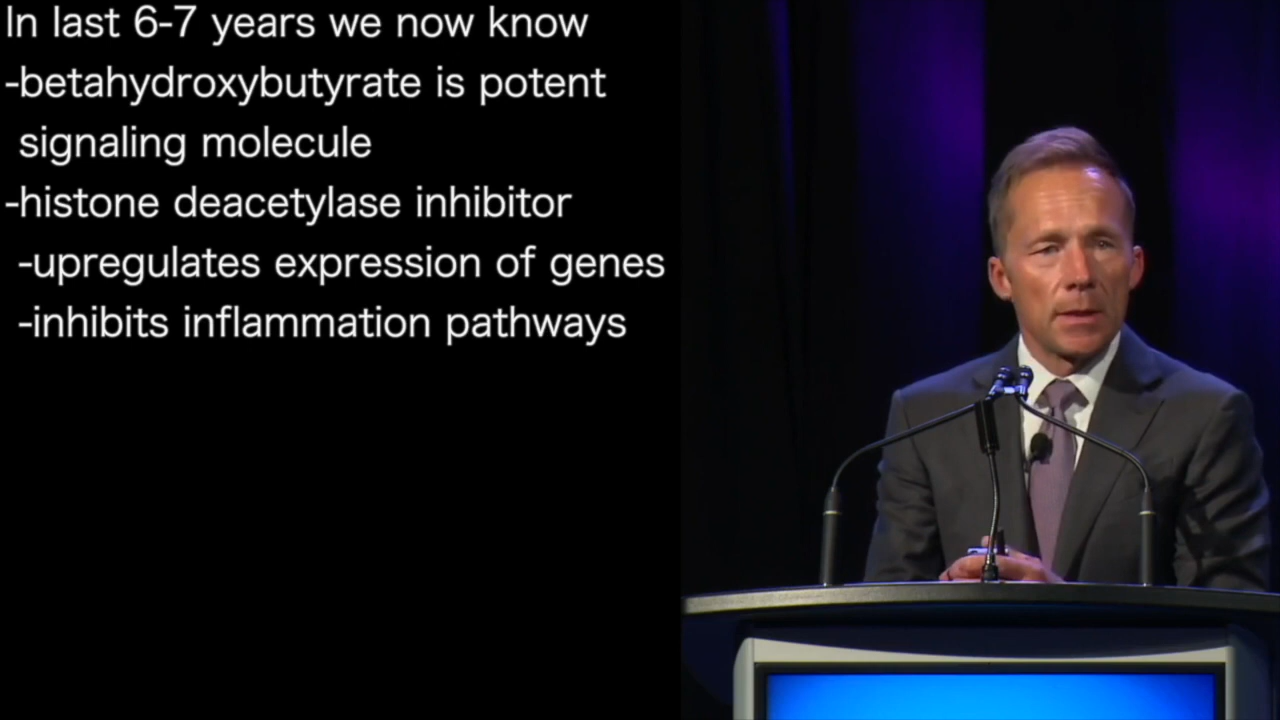 In last 6-7 years we now know
-betahydroxybutyrate is potent
signaling molecule
-histone deacetylase inhibitor
-upregulates expression of genes
-inhibits inflammation pathways